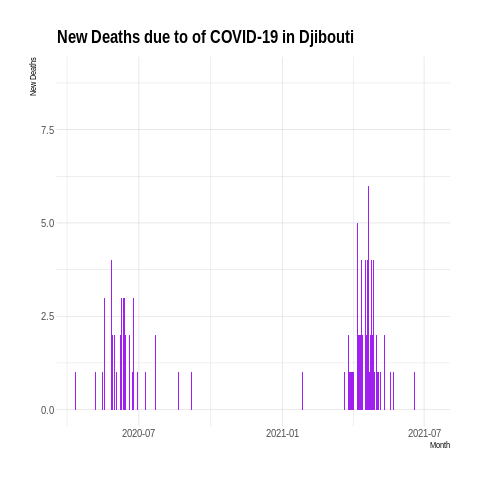 New Deaths due to of COVID-19 in Djibouti
New Deaths
7.5
5.0
2.5
0.0
2020-07
2021-01
2021-07
Month